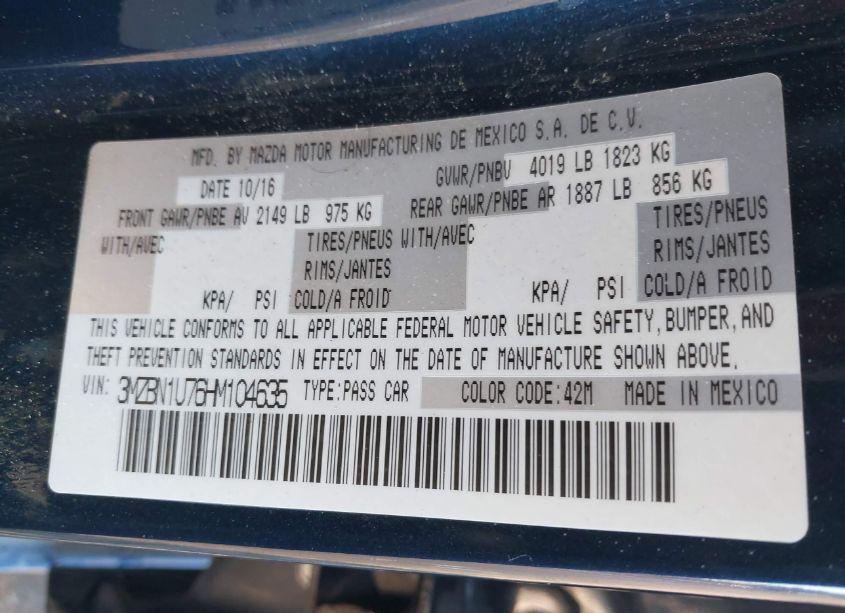 MFD. BY MAZDA MOTOR MANUFACTURING DE MEXICO S.A. DE C.V.
DATE 10/16 GVWR/PNBV 4019 LB 1823 KG
FRONT GAWR/PNBE AV 2149 LB 975 KG REAR GAWR/PNBE AR 1887 LB 856 KG
WITH/AVEC TIRES/PNEUS WITH/AVEC TIRES/PNEUS
RIMS/JANTES RIMS/JANTES
KPA/ PSI COLD/A FROID KPA/ PSI COLD/A FROID
THIS VEHICLE CONFORMS TO ALL APPLICABLE FEDERAL MOTOR VEHICLE SAFETY, BUMPER, AND
THEFT PREVENTION STANDARDS IN EFFECT ON THE DATE OF MANUFACTURE SHOWN ABOVE.
VIN: 3MZBN1U76HM104635 TYPE:PASS CAR COLOR CODE:42M MADE IN MEXICO